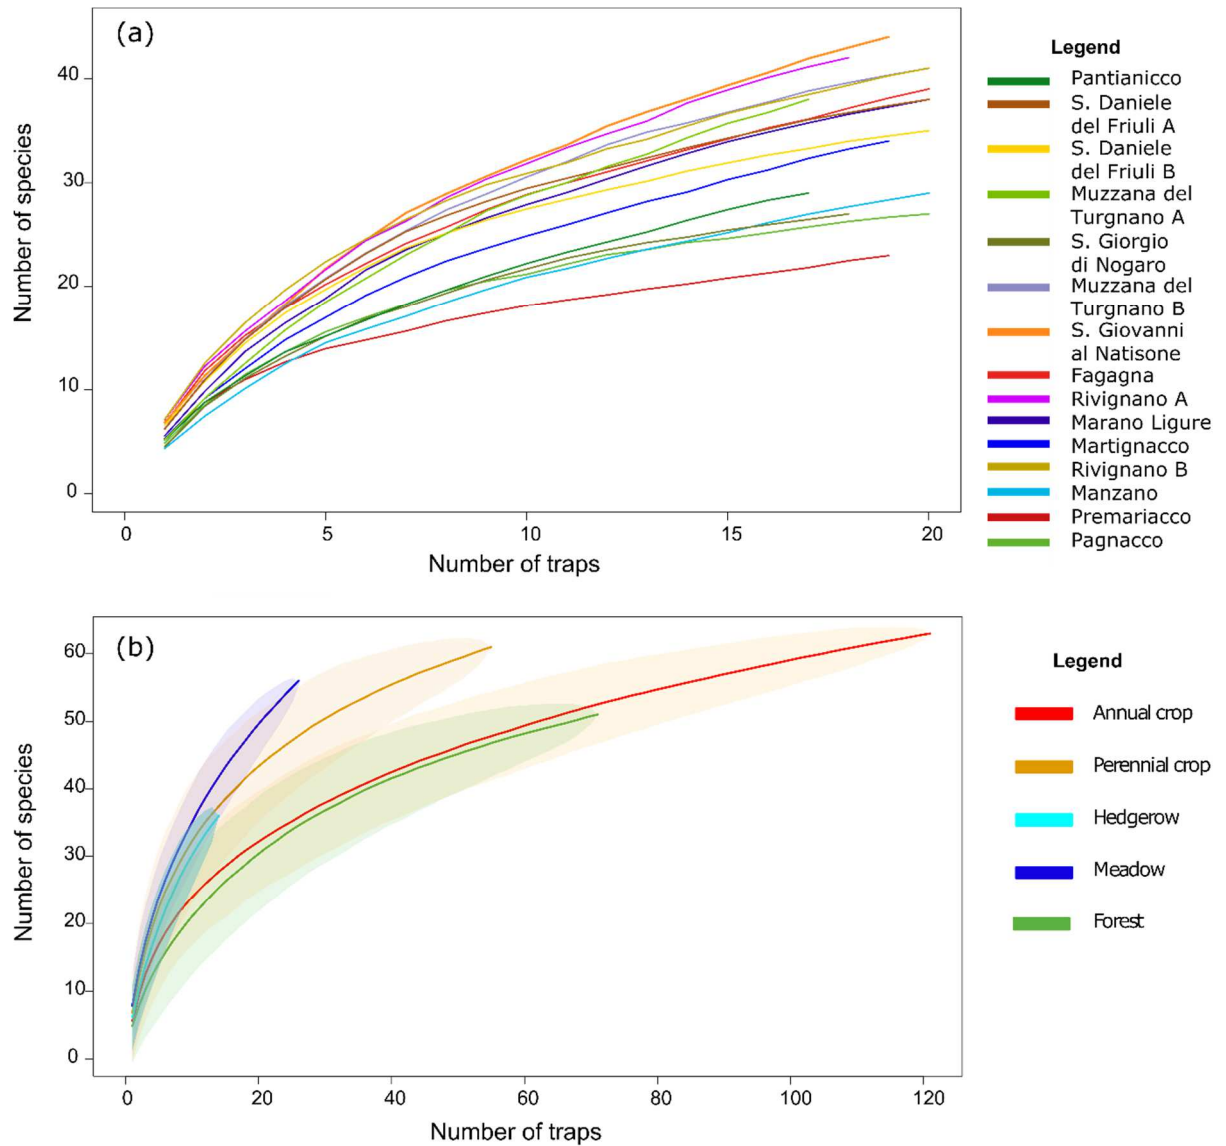 (a)
Number of species
40
30
20
10
0
0 5 10 15 20
Number of traps
Legend
Pantianicco
S. Daniele
del Friuli A
S. Daniele
del Friuli B
Muzzana del
Turgnano A
S. Giorgio
di Nogaro
Muzzana del
Turgnano B
S. Giovanni
al Natisone
Fagagna
Rivignano A
Marano Ligure
Martignacco
Rivignano B
Manzano
Premariacco
Pagnacco
(b)
Number of species
60
50
40
30
20
10
0
0 20 40 60 80 100 120
Number of traps
Legend
Annual crop
Perennial crop
Hedgerow
Meadow
Forest